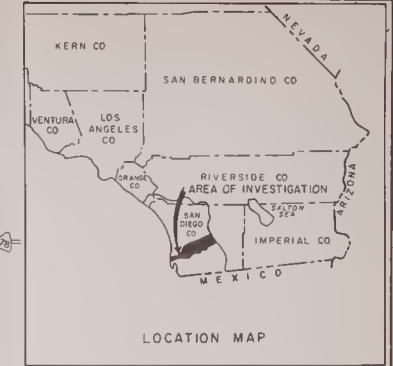 NEVADA
KERN CO
SAN BERNARDINO CO
VENTURA
CO
LOS
ANGELES
CO
ORANGE
CO
RIVERSIDE CO
AREA OF INVESTIGATION
ARIZONA
SALTON
SEA
SAN
DIEGO
CO
IMPERIAL CO
MEXICO
78
LOCATION MAP